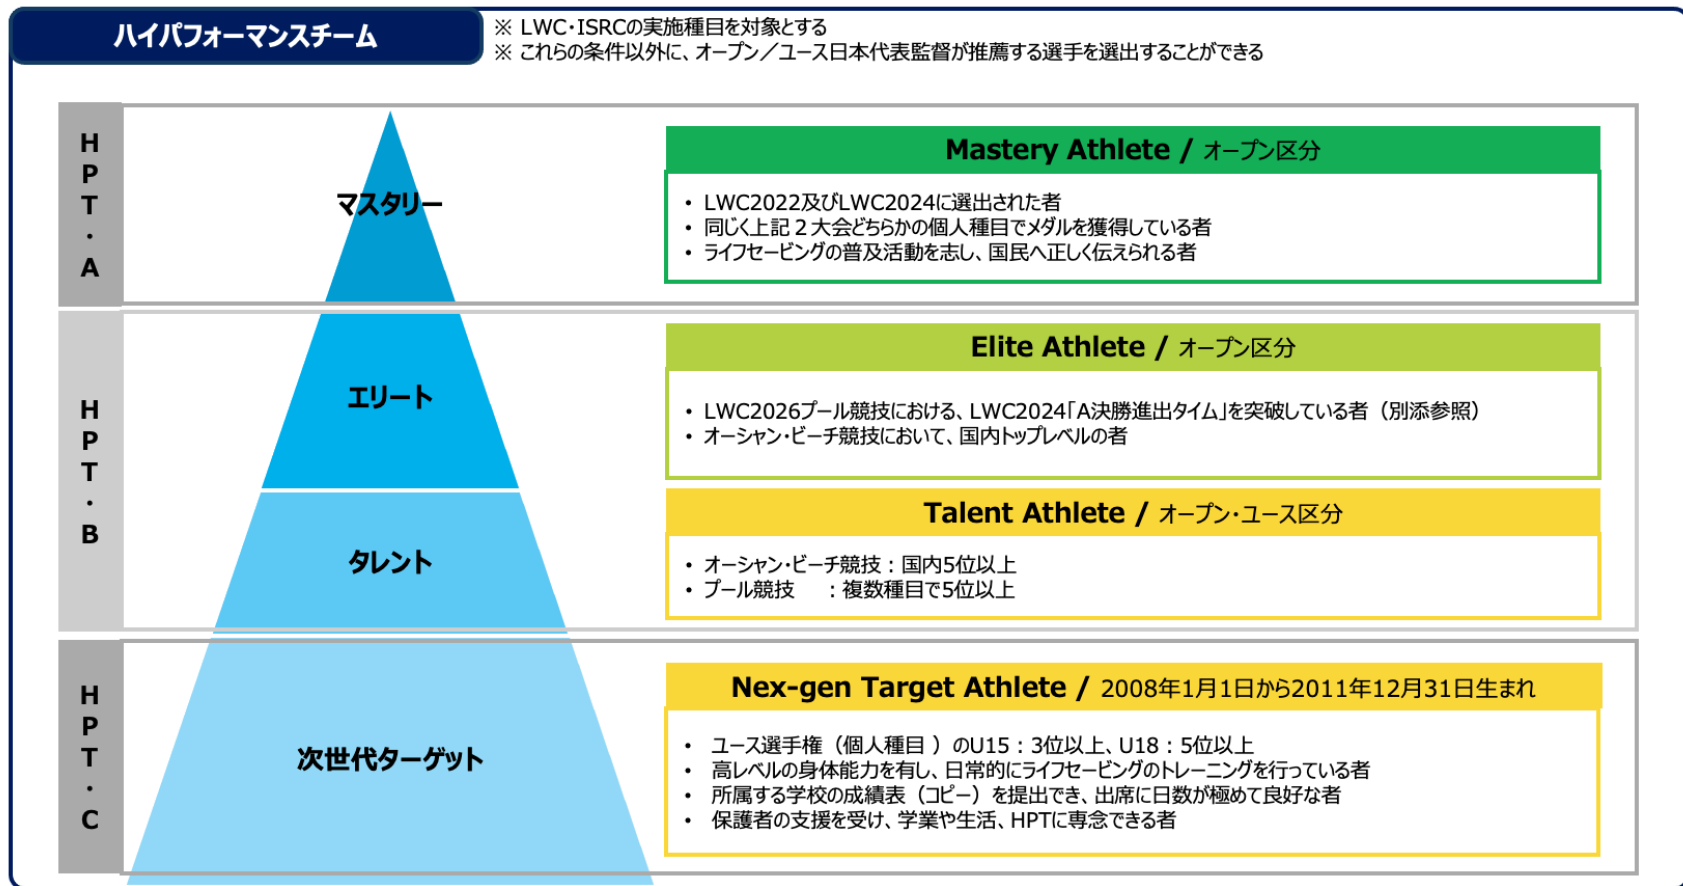 ハイパフォーマンスチーム
※ LWC・ISRCの実施種目を対象とする
※ これらの条件以外に、オープン／ユース日本代表監督が推薦する選手を選出することができる
HPT・A
マスタリー
Mastery Athlete / オープン区分
• LWC2022及びLWC2024に選出された者
• 同じく上記２大会どちらかの個人種目でメダルを獲得している者
• ライフセービングの普及活動を志し、国民へ正しく伝えられる者
HPT・B
エリート
Elite Athlete / オープン区分
• LWC2026プール競技における、LWC2024「A決勝進出タイム」を突破している者（別添参照）
• オーシャン・ビーチ競技において、国内トップレベルの者
タレント
Talent Athlete / オープン・ユース区分
• オーシャン・ビーチ競技：国内5位以上
• プール競技　：複数種目で5位以上
HPT・C
次世代ターゲット
Nex-gen Target Athlete / 2008年1月1日から2011年12月31日生まれ
• ユース選手権（個人種目 ）のU15：3位以上、U18：5位以上
• 高レベルの身体能力を有し、日常的にライフセービングのトレーニングを行っている者
• 所属する学校の成績表（コピー）を提出でき、出席に日数が極めて良好な者
• 保護者の支援を受け、学業や生活、HPTに専念できる者